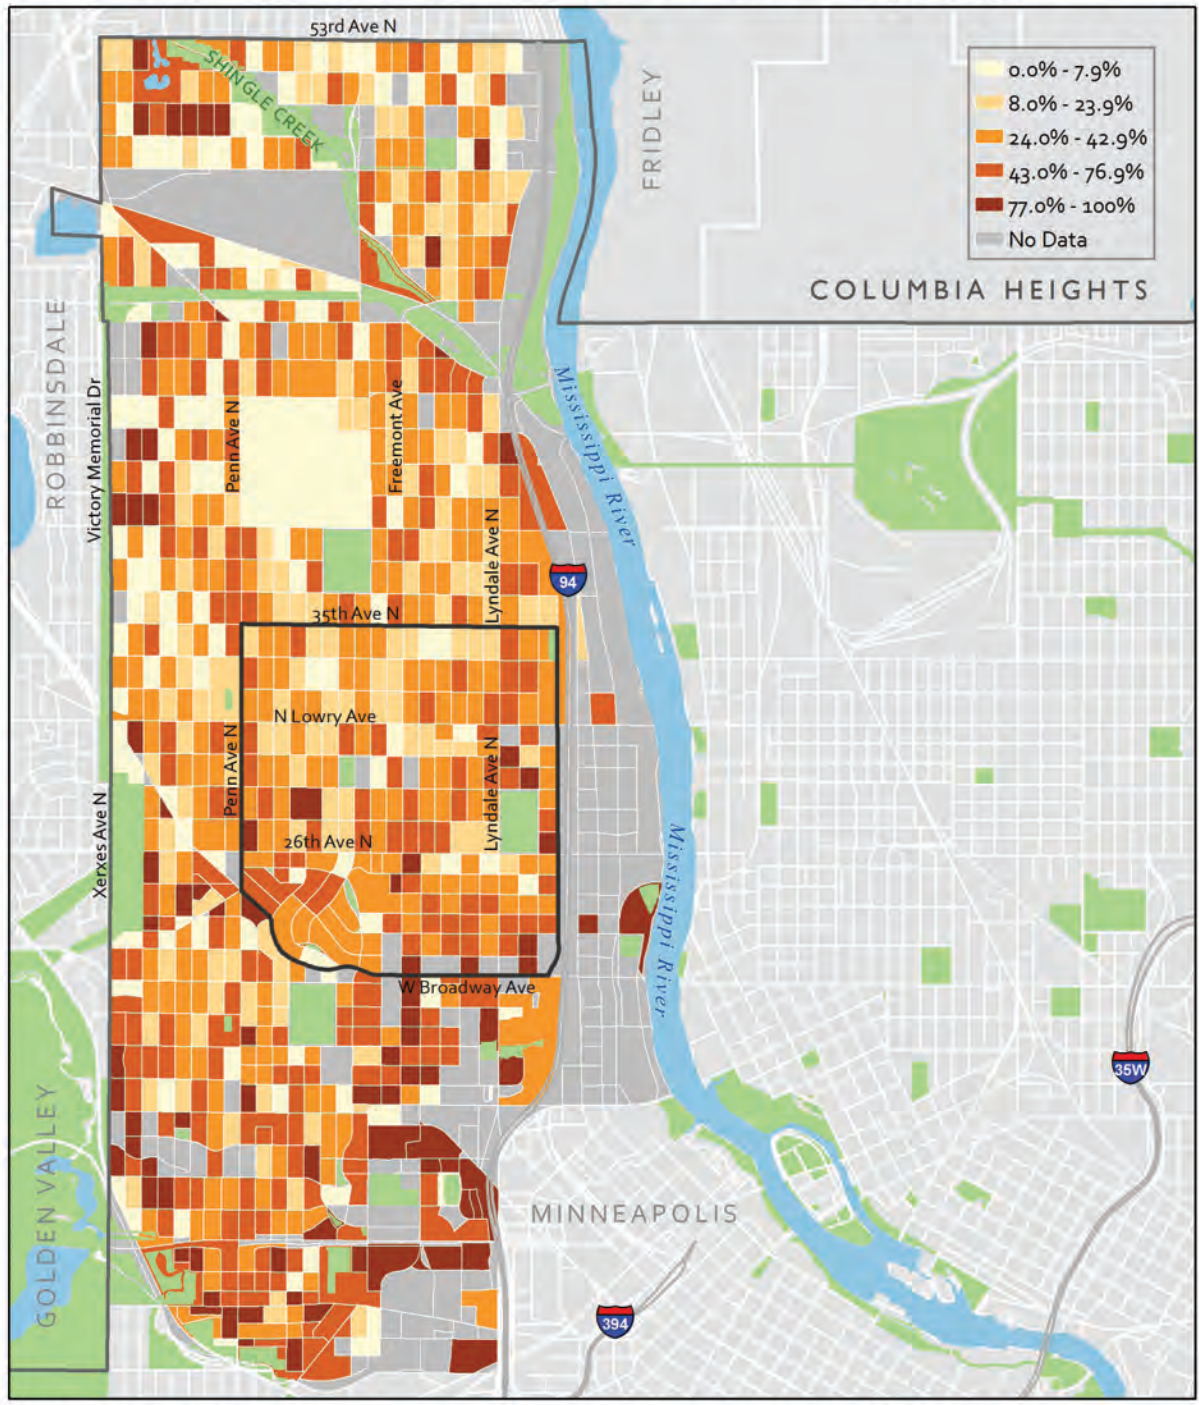 53rd Ave N
SHINGLE CREEK
FRIDLEY
0.0% - 7.9%
8.0% - 23.9%
24.0% - 42.9%
43.0% - 76.9%
77.0% - 100%
No Data
COLUMBIA HEIGHTS
ROBBINSDALE
Victory Memorial Dr
Penn Ave N
Freemont Ave
Mississippi River
Lyndale Ave N
94
35th Ave N
N Lowry Ave
Penn Ave N
Lyndale Ave N
Xerxes Ave N
26th Ave N
Mississippi River
W Broadway Ave
35W
GOLDEN VALLEY
MINNEAPOLIS
394